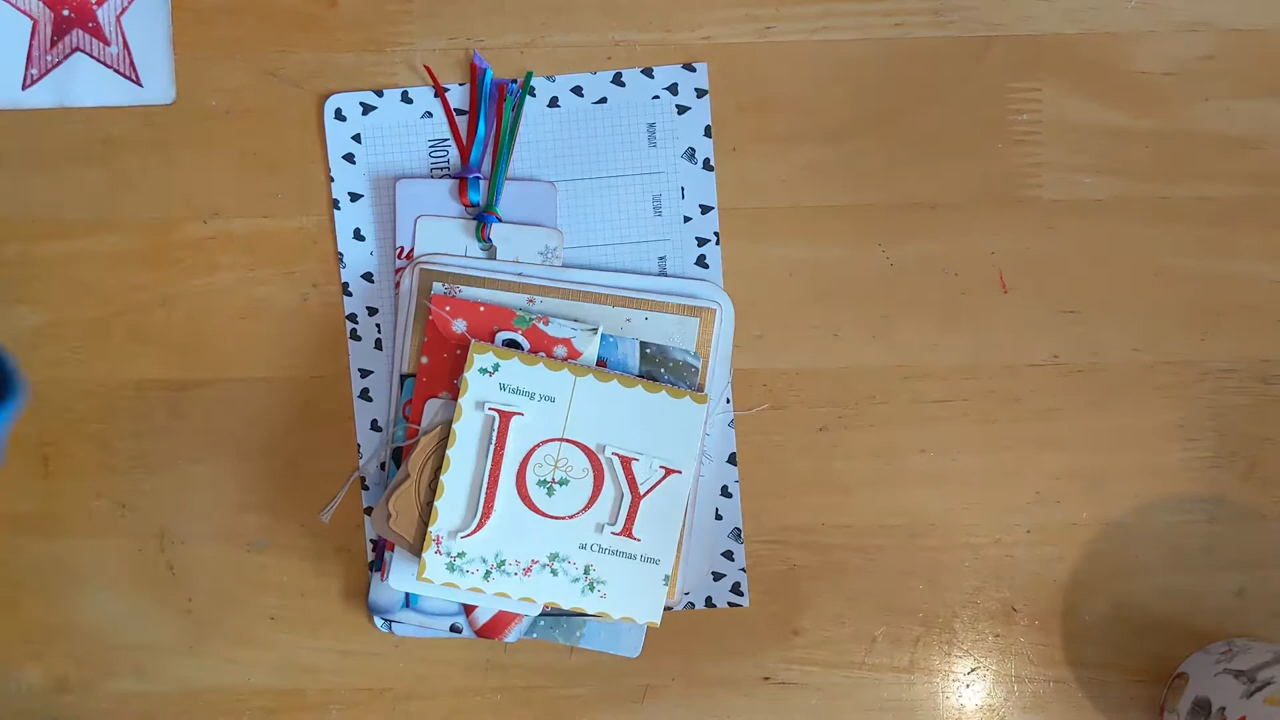 NOTES
MONDAY
TUESDAY
Wishing you
JOY
at Christmas time